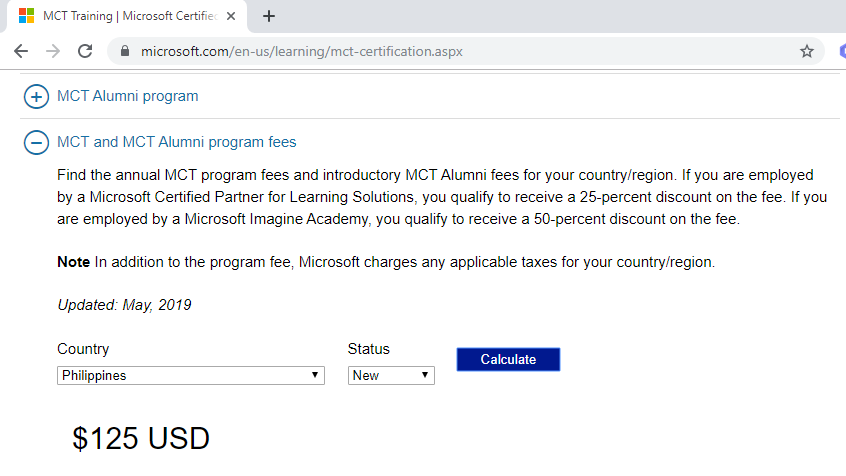 MCT Training | Microsoft Certified
microsoft.com/en-us/learning/mct-certification.aspx
MCT Alumni program
MCT and MCT Alumni program fees
Find the annual MCT program fees and introductory MCT Alumni fees for your country/region. If you are employed
by a Microsoft Certified Partner for Learning Solutions, you qualify to receive a 25-percent discount on the fee. If you
are employed by a Microsoft Imagine Academy, you qualify to receive a 50-percent discount on the fee.
Note In addition to the program fee, Microsoft charges any applicable taxes for your country/region.
Updated: May, 2019
Country Status
Calculate
Philippines New
$125 USD